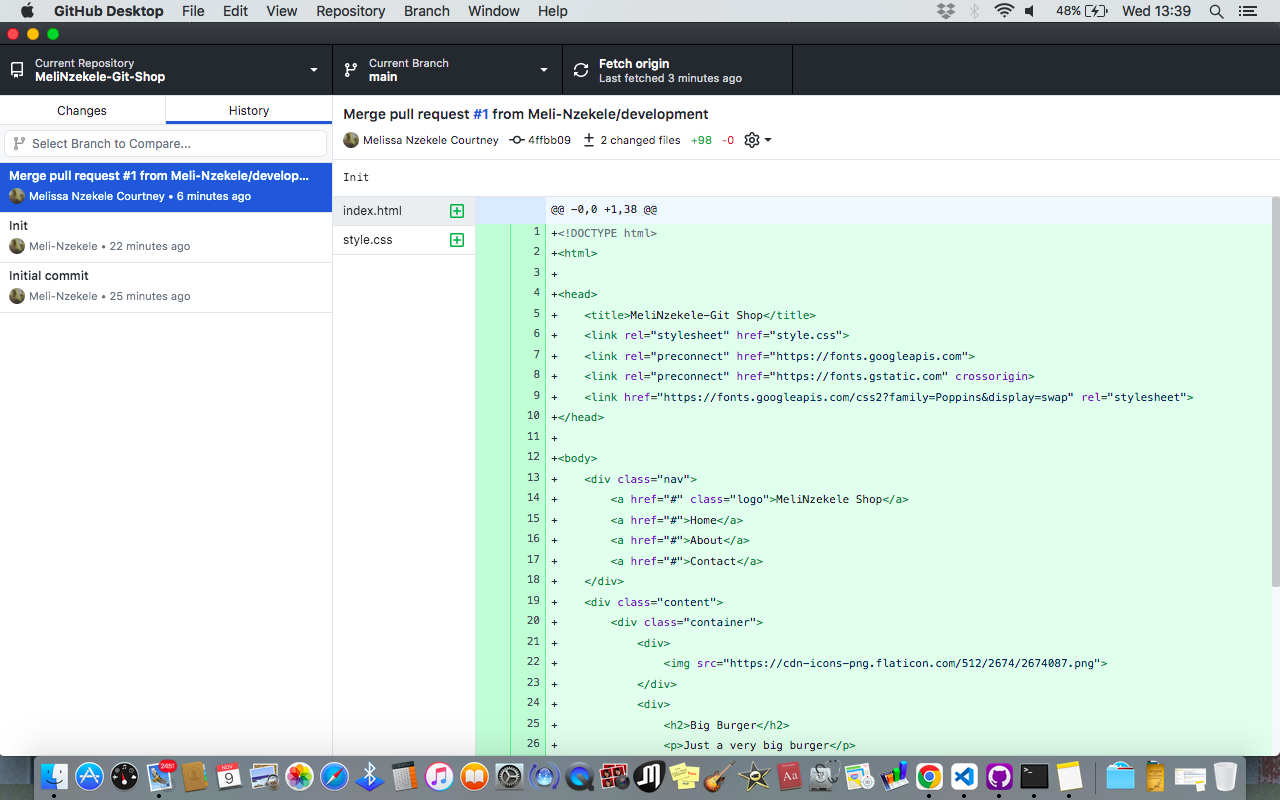 GitHub Desktop File Edit View Repository Branch Window Help 48% Wed 13:39
Current Repository
MeliNzekele-Git-Shop
Current Branch
main
Fetch origin
Last fetched 3 minutes ago
Changes
History
Select Branch to Compare...
Merge pull request #1 from Meli-Nzekele/develop...
Melissa Nzekele Courtney • 6 minutes ago
Init
Meli-Nzekele • 22 minutes ago
Initial commit
Meli-Nzekele • 25 minutes ago
Merge pull request #1 from Meli-Nzekele/development
Melissa Nzekele Courtney 4ffbb09 2 changed files +98 -0
Init
index.html
style.css
@@ -0,0 +1,38 @@
1 +<!DOCTYPE html>
2 +<html>
3 +
4 +<head>
5 +    <title>MeliNzekele-Git Shop</title>
6 +    <link rel="stylesheet" href="style.css">
7 +    <link rel="preconnect" href="https://fonts.googleapis.com">
8 +    <link rel="preconnect" href="https://fonts.gstatic.com" crossorigin>
9 +    <link href="https://fonts.googleapis.com/css2?family=Poppins&display=swap" rel="stylesheet">
10 +</head>
11 +
12 +<body>
13 +    <div class="nav">
14 +        <a href="#" class="logo">MeliNzekele Shop</a>
15 +        <a href="#">Home</a>
16 +        <a href="#">About</a>
17 +        <a href="#">Contact</a>
18 +    </div>
19 +    <div class="content">
20 +        <div class="container">
21 +            <div>
22 +                <img src="https://cdn-icons-png.flaticon.com/512/2674/2674087.png">
23 +            </div>
24 +            <div>
25 +                <h2>Big Burger</h2>
26 +                <p>Just a very big burger</p>
2451
NOV
9
Aa